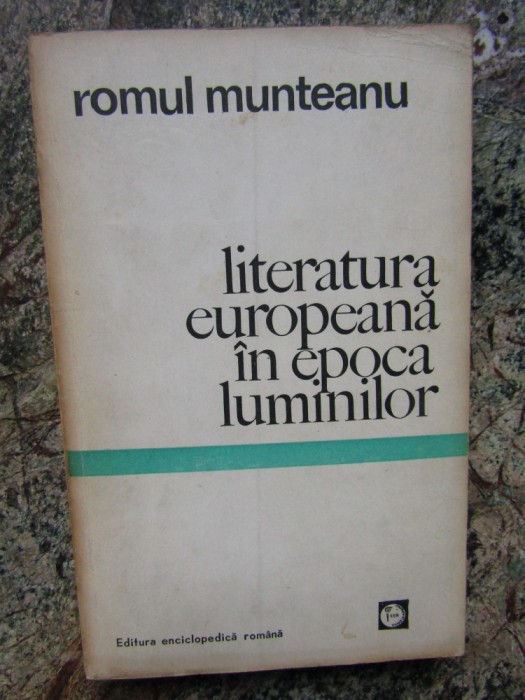 romul munteanu
literatura
europeană
în epoca
luminilor
Editura enciclopedică română